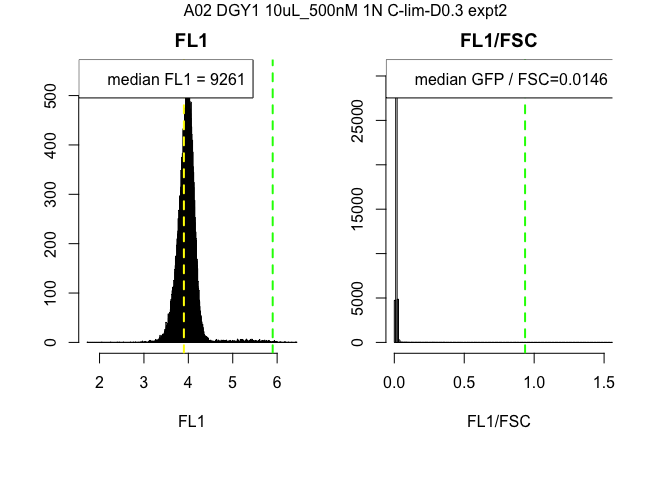 A02 DGY1 10uL_500nM 1N C-lim-D0.3 expt2
FL1
median FL1 = 9261
0
100
200
300
400
500
2 3 4 5 6
FL1
FL1/FSC
median GFP / FSC=0.0146
0
5000
15000
25000
0.0 0.5 1.0 1.5
FL1/FSC